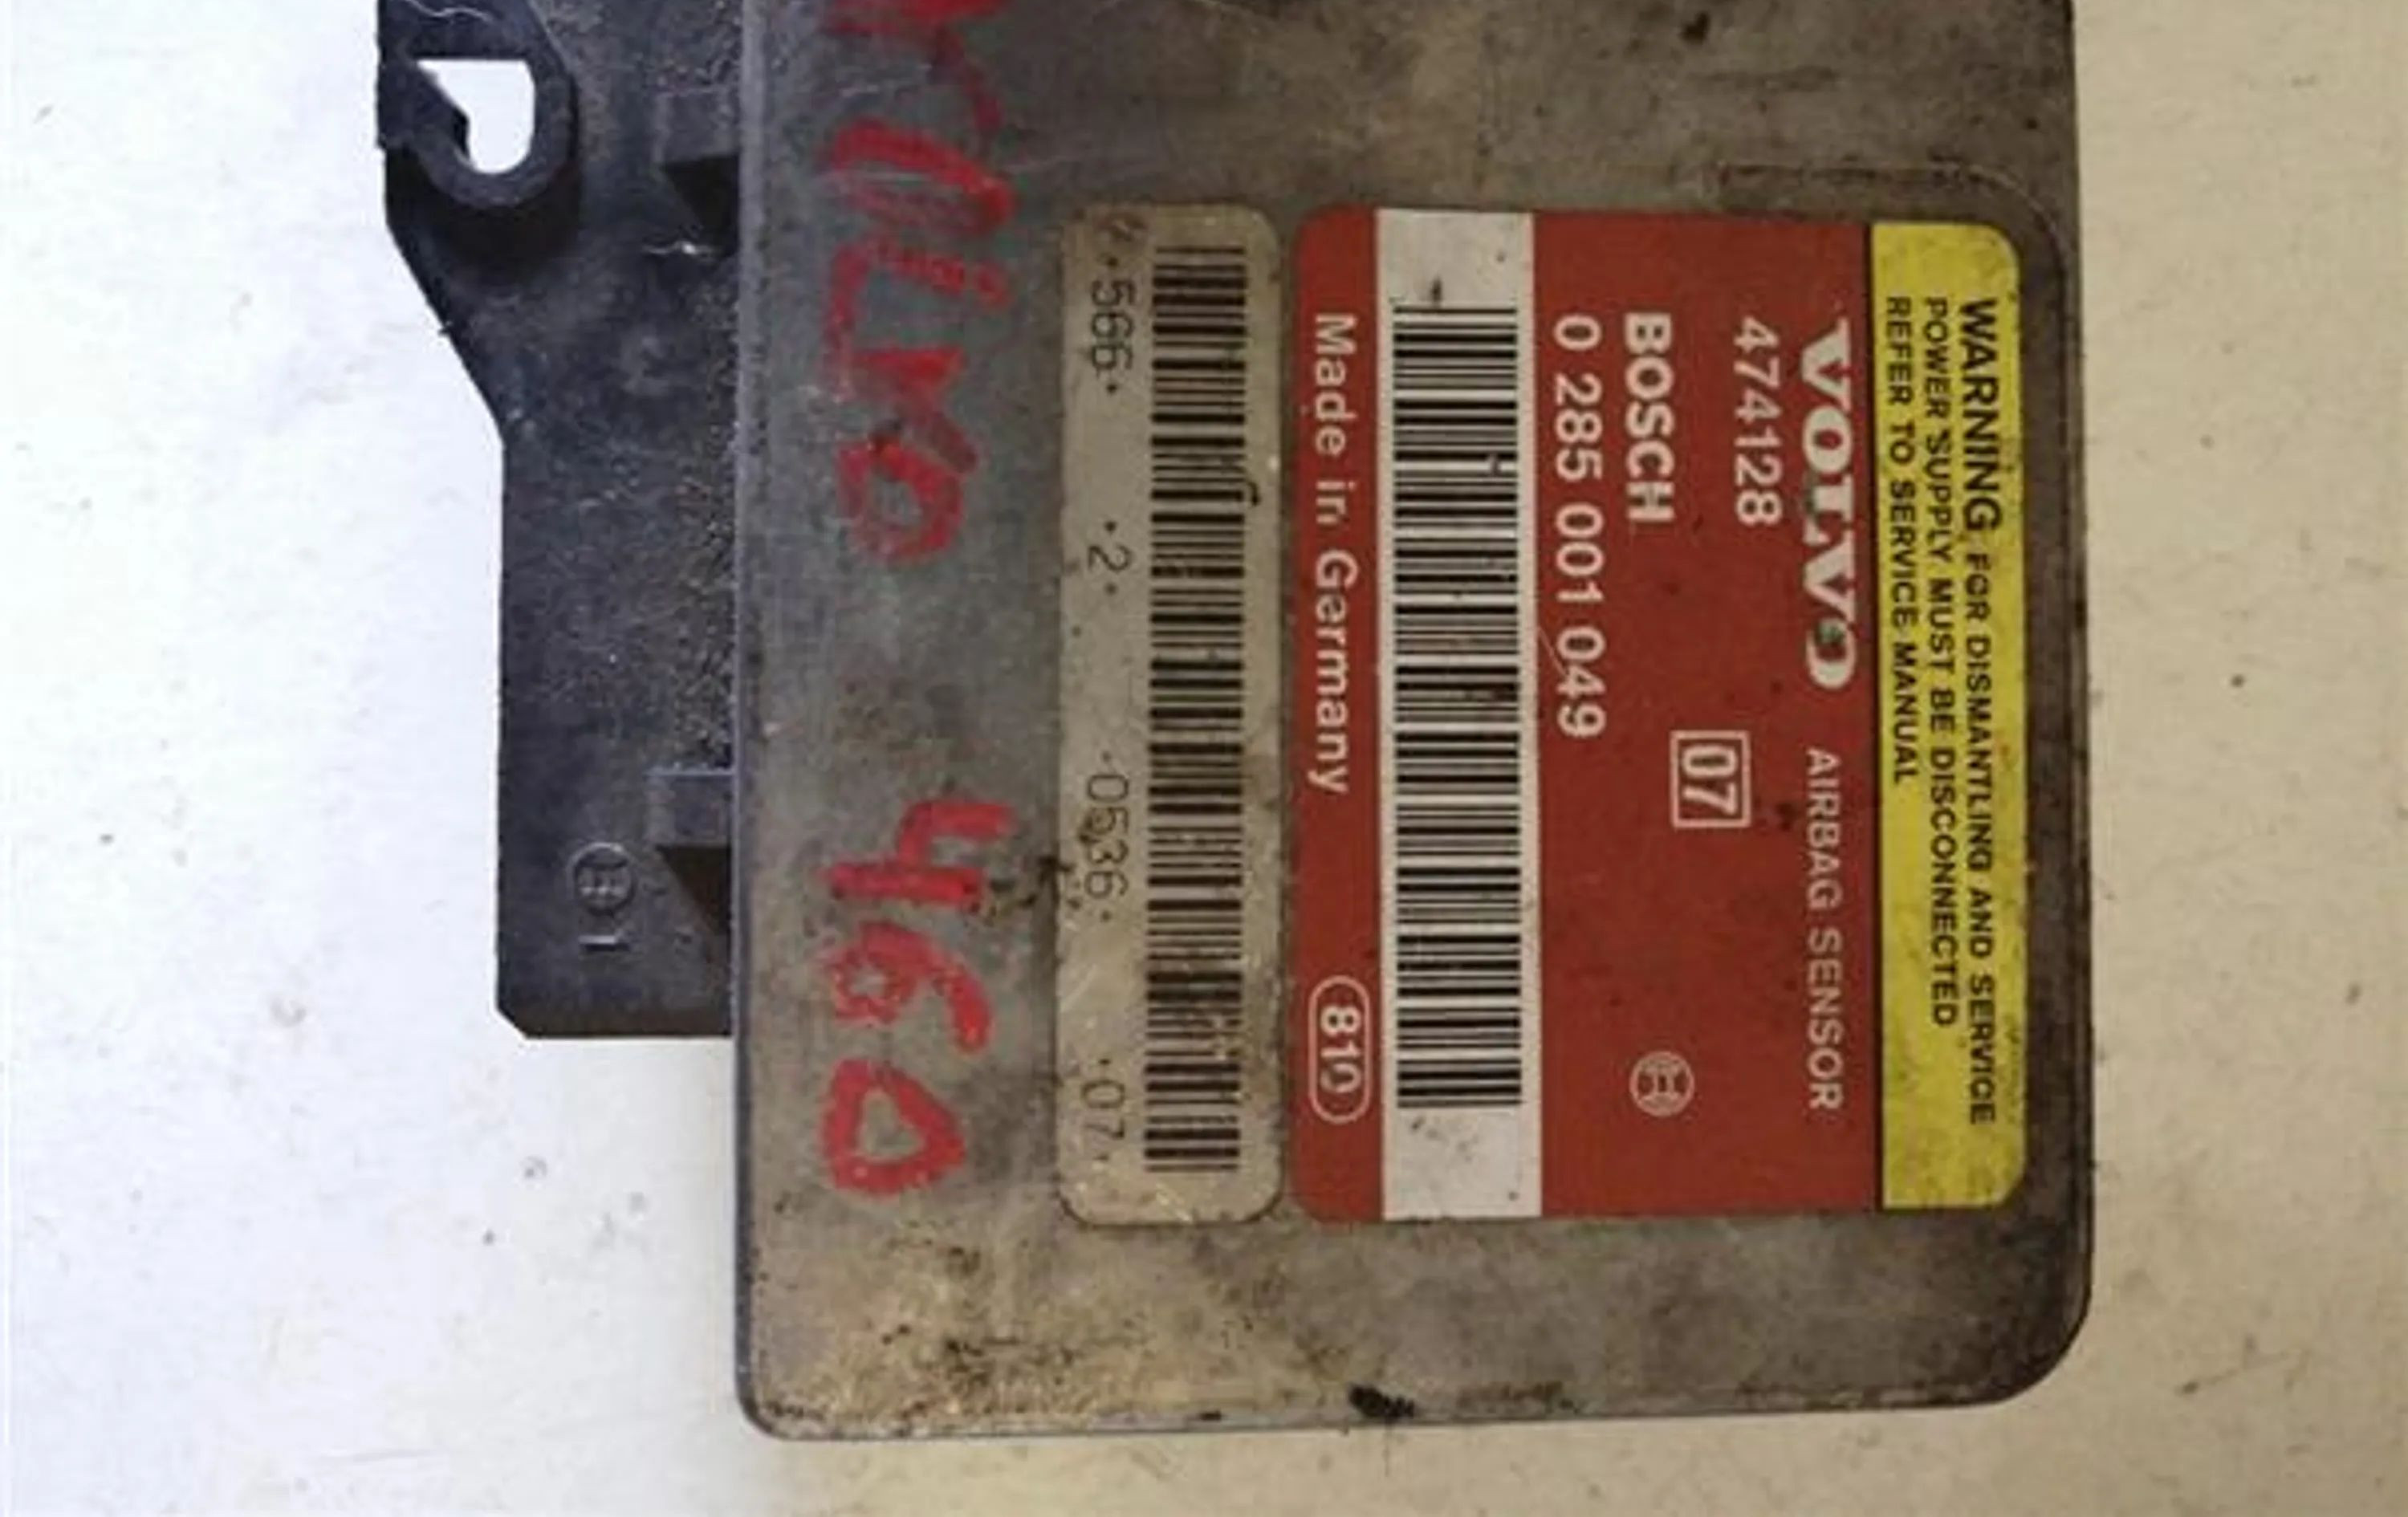 WARNING FOR DISMANTLING AND SERVICE
POWER SUPPLY MUST BE DISCONNECTED
REFER TO SERVICE MANUAL
VOLVO AIRBAG SENSOR
474128
07
BOSCH
0 285 001 049
Made in Germany 810
566 2 0536 07
460
1